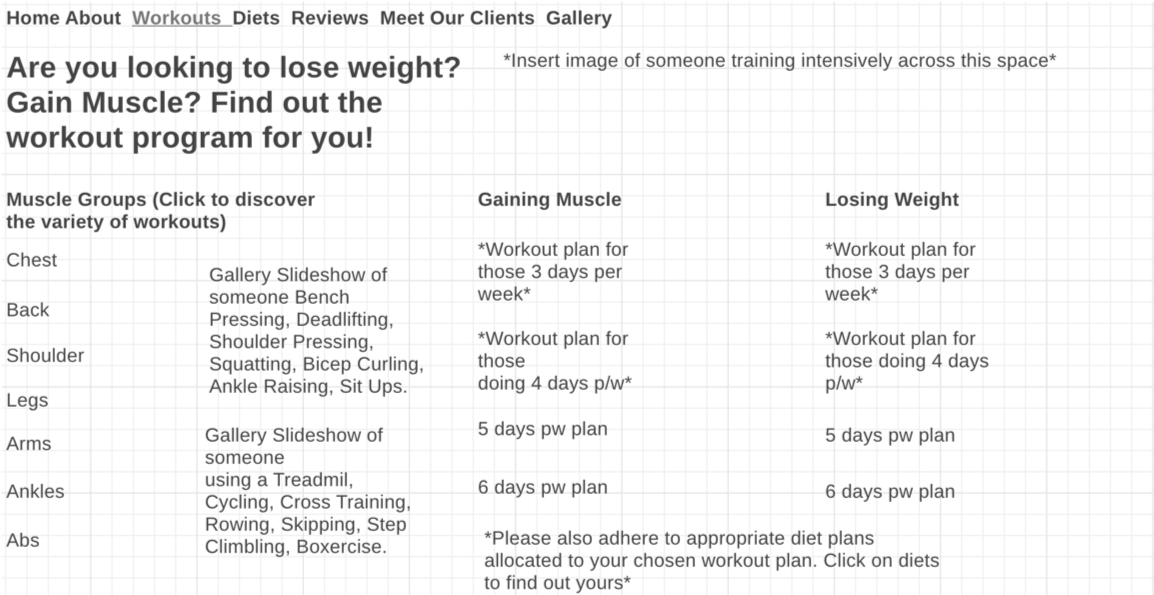 Home About Workouts Diets Reviews Meet Our Clients Gallery
Are you looking to lose weight?
Gain Muscle? Find out the
workout program for you!
*Insert image of someone training intensively across this space*
Muscle Groups (Click to discover
the variety of workouts)
Chest
Back
Shoulder
Legs
Arms
Ankles
Abs
Gallery Slideshow of
someone Bench
Pressing, Deadlifting,
Shoulder Pressing,
Squatting, Bicep Curling,
Ankle Raising, Sit Ups.
Gallery Slideshow of
someone
using a Treadmil,
Cycling, Cross Training,
Rowing, Skipping, Step
Climbling, Boxercise.
Gaining Muscle
*Workout plan for
those 3 days per
week*
*Workout plan for
those
doing 4 days p/w*
5 days pw plan
6 days pw plan
Losing Weight
*Workout plan for
those 3 days per
week*
*Workout plan for
those doing 4 days
p/w*
5 days pw plan
6 days pw plan
*Please also adhere to appropriate diet plans
allocated to your chosen workout plan. Click on diets
to find out yours*